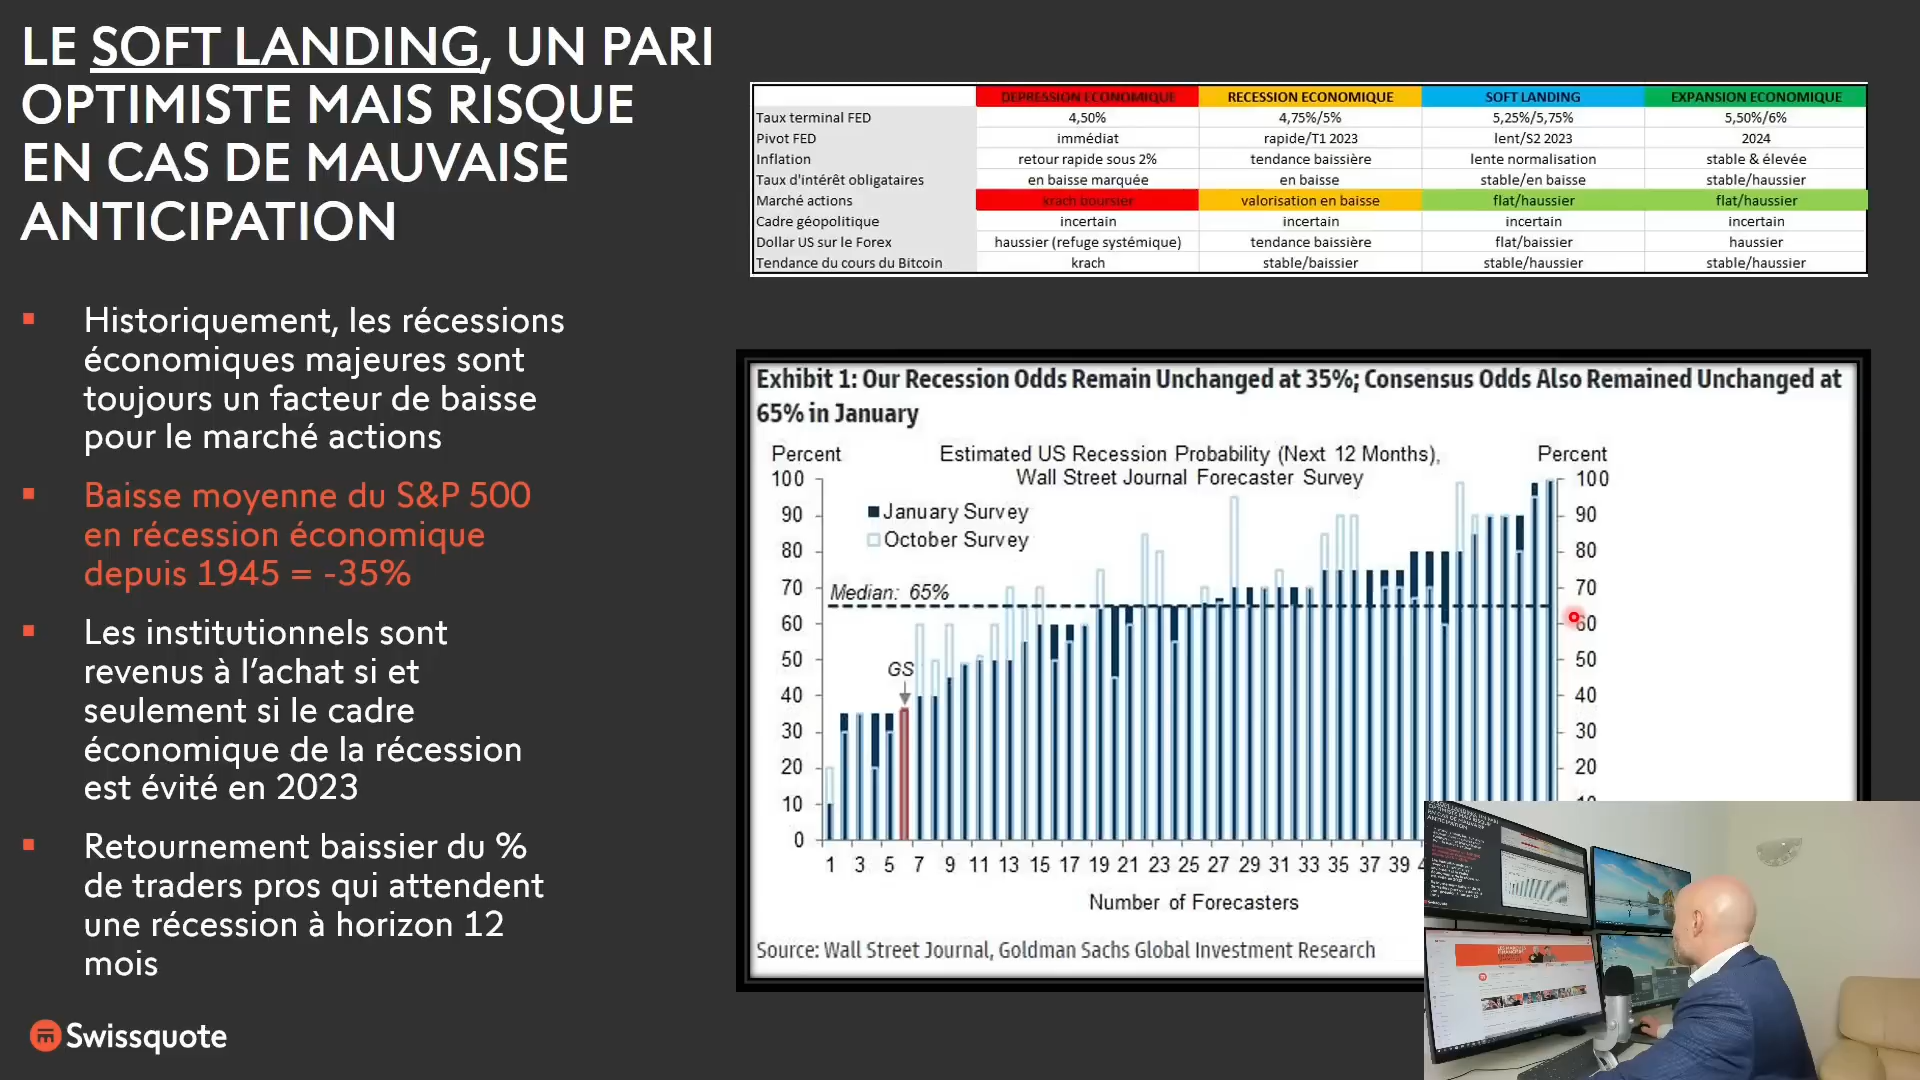 LE SOFT LANDING, UN PARI
OPTIMISTE MAIS RISQUE
EN CAS DE MAUVAISE
ANTICIPATION
Historiquement, les récessions
économiques majeures sont
toujours un facteur de baisse
pour le marché actions
Baisse moyenne du S&P 500
en récession économique
depuis 1945 = -35%
Les institutionnels sont
revenus à l’achat si et
seulement si le cadre
économique de la récession
est évité en 2023
Retournement baissier du %
de traders pros qui attendent
une récession à horizon 12
mois
Swissquote
DEPRESSION ECONOMIQUE RECESSION ECONOMIQUE SOFT LANDING EXPANSION ECONOMIQUE
Taux terminal FED 4,50% 4,75%/5% 5,25%/5,75% 5,50%/6%
Pivot FED immédiat rapide/T1 2023 lent/S2 2023 2024
Inflation retour rapide sous 2% tendance baissière lente normalisation stable & élevée
Taux d'intérêt obligataires en baisse marquée en baisse stable/en baisse stable/haussier
Marché actions krach boursier valorisation en baisse flat/haussier flat/haussier
Cadre géopolitique incertain incertain incertain incertain
Dollar US sur le Forex haussier (refuge systémique) tendance baissière flat/baissier haussier
Tendance du cours du Bitcoin krach stable/baissier stable/haussier stable/haussier
Exhibit 1: Our Recession Odds Remain Unchanged at 35%; Consensus Odds Also Remained Unchanged at
65% in January
Percent Estimated US Recession Probability (Next 12 Months), Percent
Wall Street Journal Forecaster Survey
100 100
90 January Survey 90
80 October Survey 80
70 70
Median: 65%
60 60
50 50
GS
40 40
30 30
20 20
10 10
0
1 3 5 7 9 11 13 15 17 19 21 23 25 27 29 31 33 35 37 39
Number of Forecasters
Source: Wall Street Journal, Goldman Sachs Global Investment Research